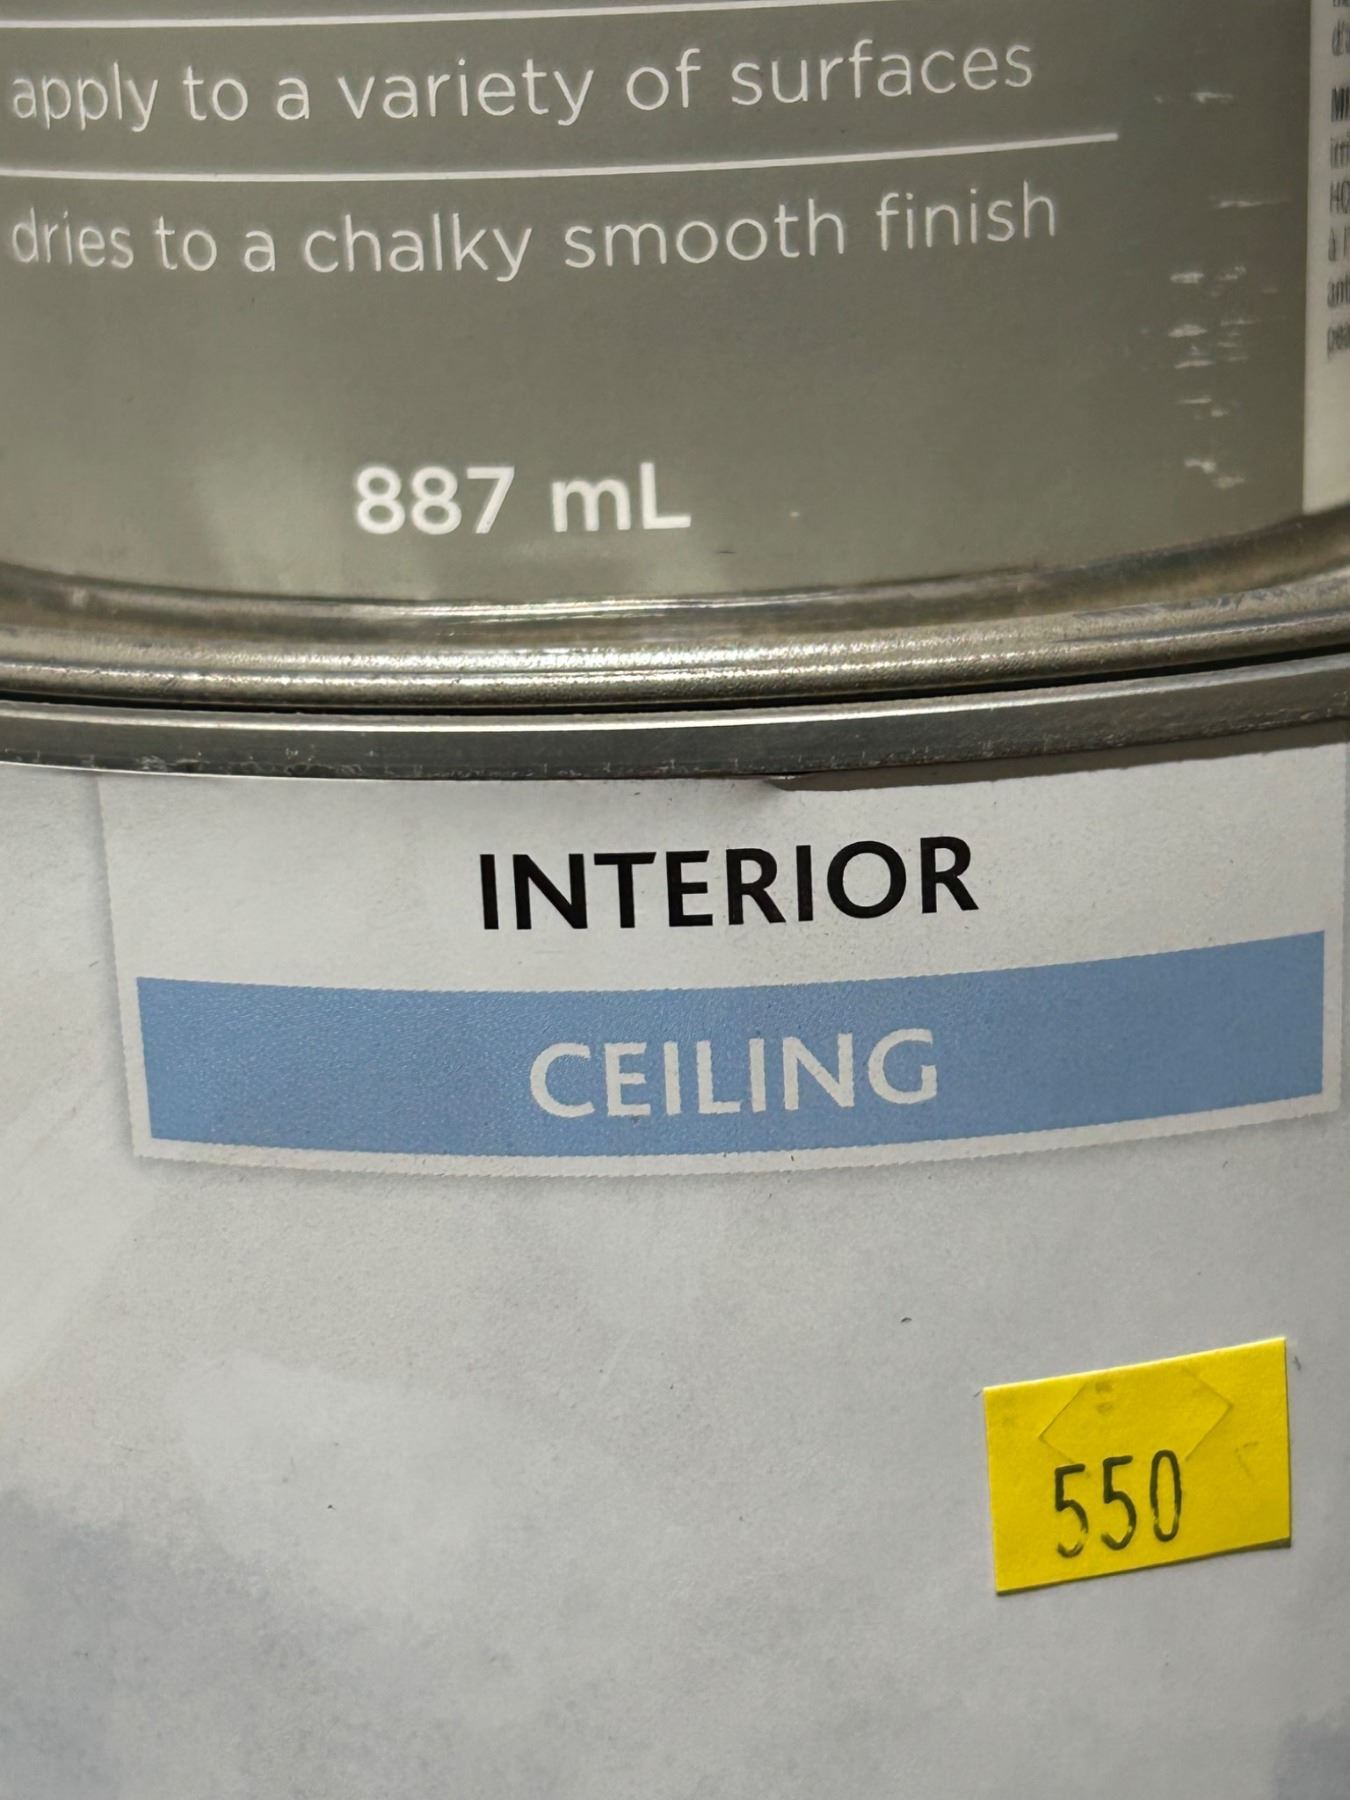 apply to a variety of surfaces
dries to a chalky smooth finish
887 mL
INTERIOR
CEILING
550